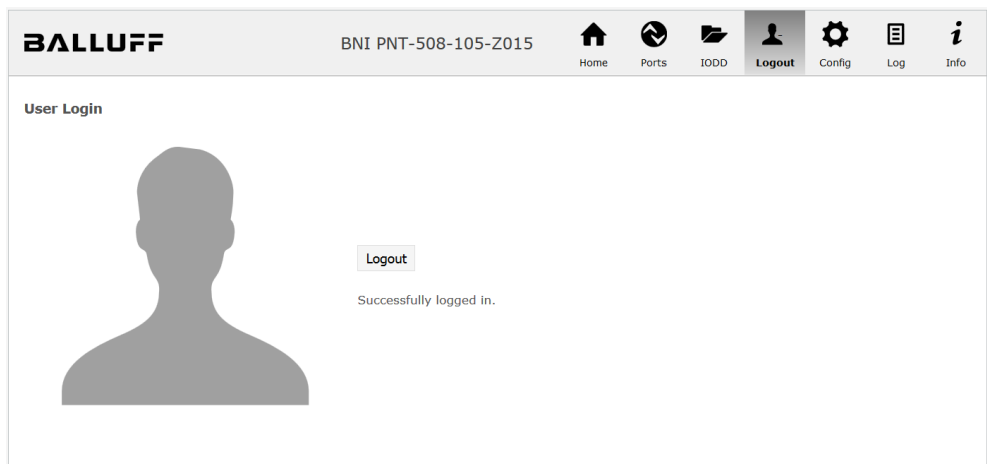 BALLUFF
BNI PNT-508-105-Z015
Home Ports IODD Logout Config Log Info
User Login
Logout
Successfully logged in.